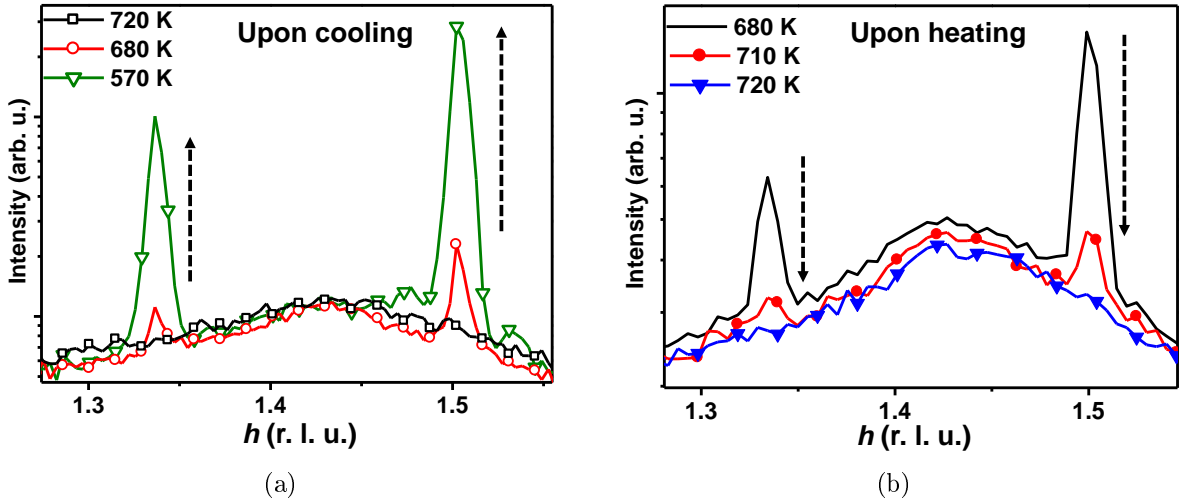 Upon cooling
720 K
680 K
570 K
Intensity (arb. u.)
1.3
1.4
1.5
h (r. l. u.)
(a)
Upon heating
680 K
710 K
720 K
Intensity (arb. u.)
1.3
1.4
1.5
h (r. l. u.)
(b)